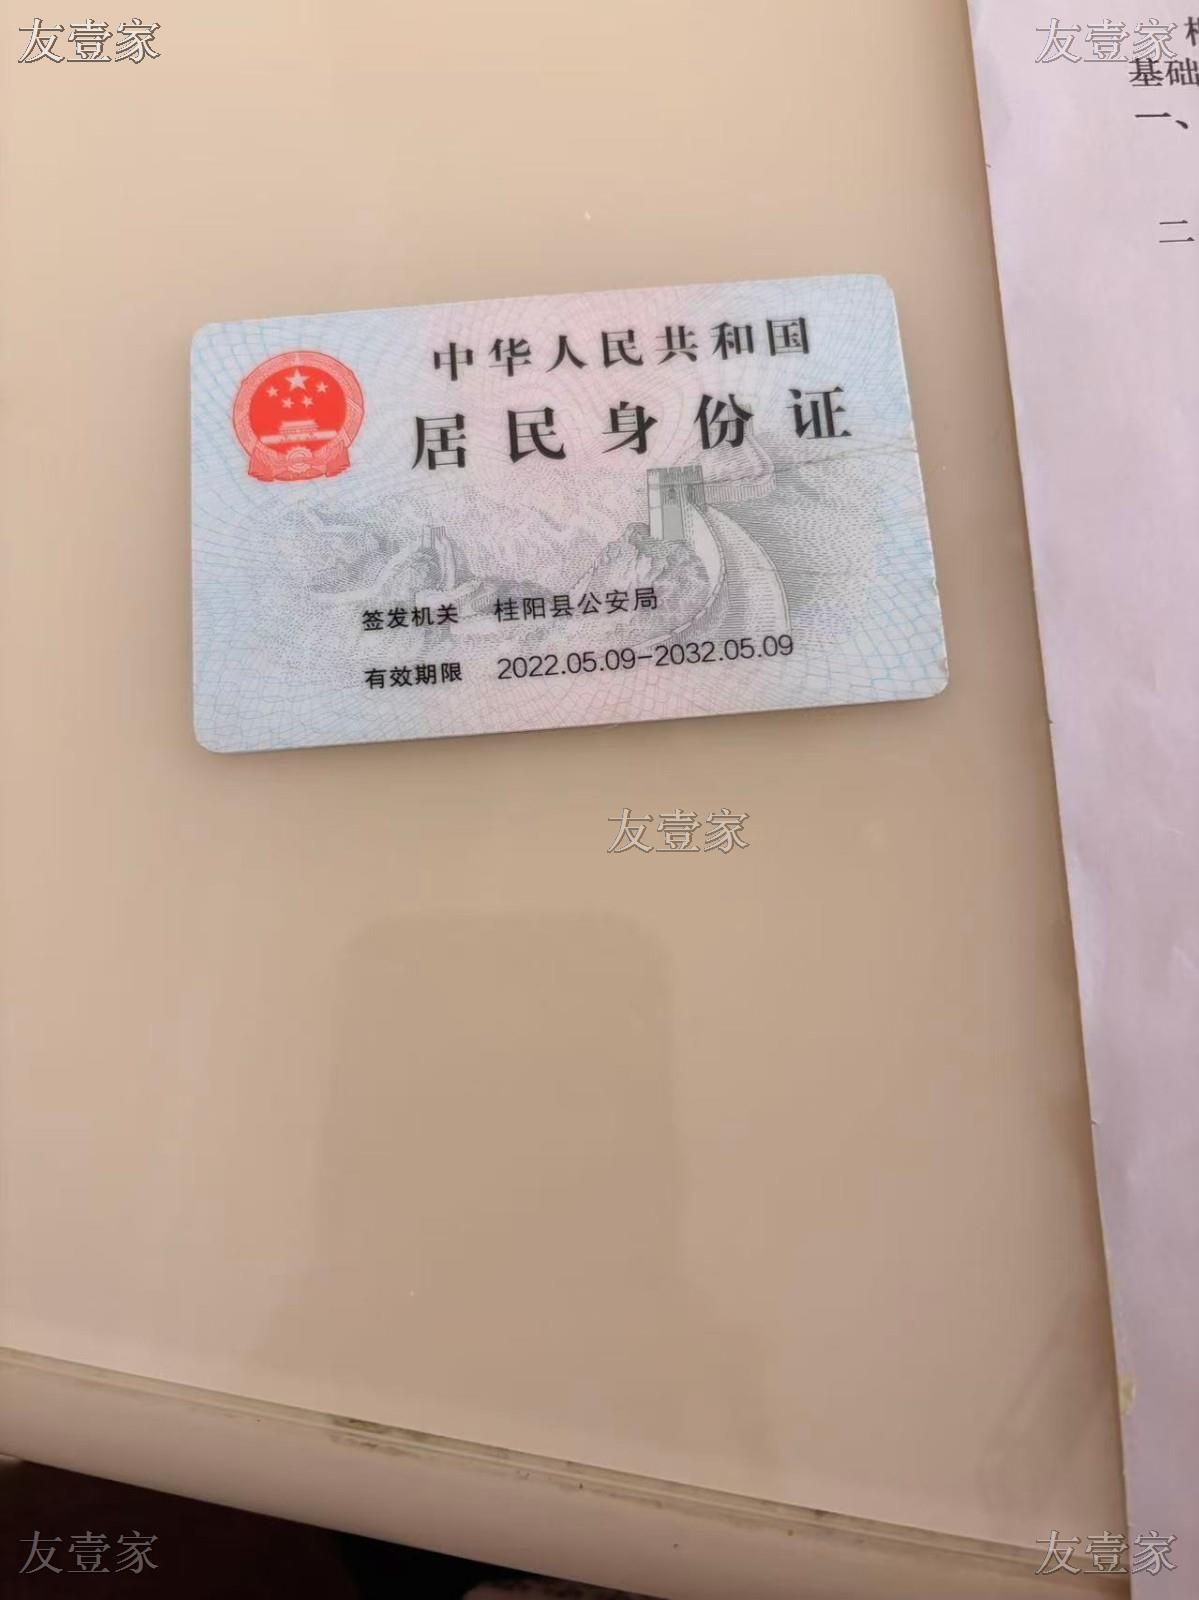 友壹家
友壹家
基础
一、
二
中华人民共和国
居民身份证
签发机关 桂阳县公安局
有效期限 2022.05.09-2032.05.09
友壹家
友壹家
友壹家